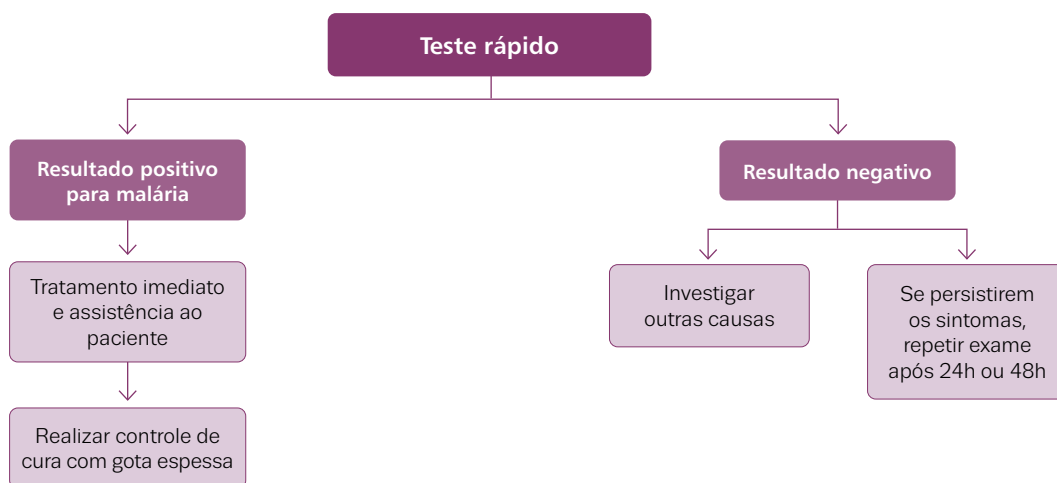 Teste rápido
Resultado positivo
para malária
Tratamento imediato
e assistência ao
paciente
Realizar controle de
cura com gota espessa
Resultado negativo
Investigar
outras causas
Se persistirem
os sintomas,
repetir exame
após 24h ou 48h